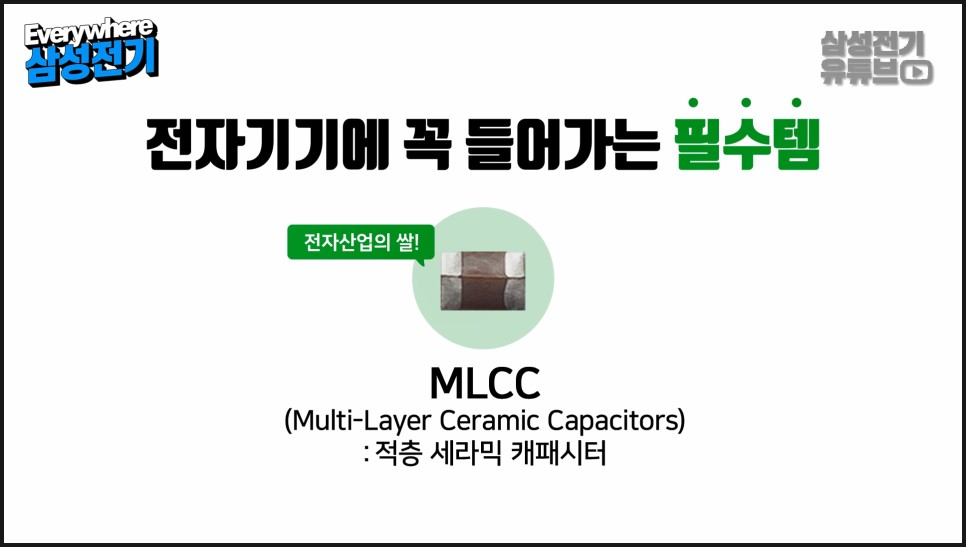 Everywhere
삼성전기
삼성전기
유튜브
전자기기에 꼭 들어가는 필수템
전자산업의 쌀!
MLCC
(Multi-Layer Ceramic Capacitors)
: 적층 세라믹 캐패시터